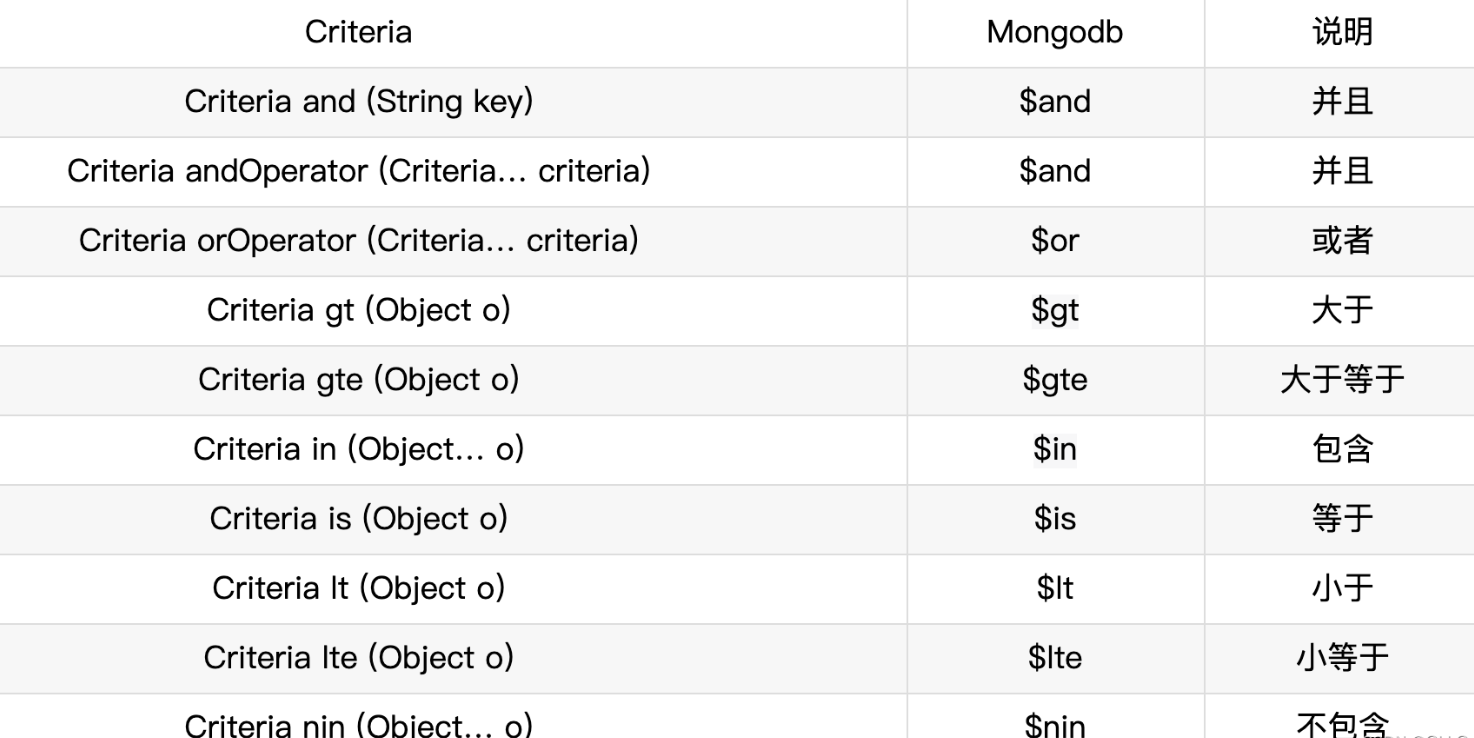 Criteria Mongodb 说明
Criteria and (String key) $and 并且
Criteria andOperator (Criteria… criteria) $and 并且
Criteria orOperator (Criteria… criteria) $or 或者
Criteria gt (Object o) $gt 大于
Criteria gte (Object o) $gte 大于等于
Criteria in (Object… o) $in 包含
Criteria is (Object o) $is 等于
Criteria lt (Object o) $lt 小于
Criteria lte (Object o) $lte 小等于
Criteria nin (Object… o) $nin 不包含